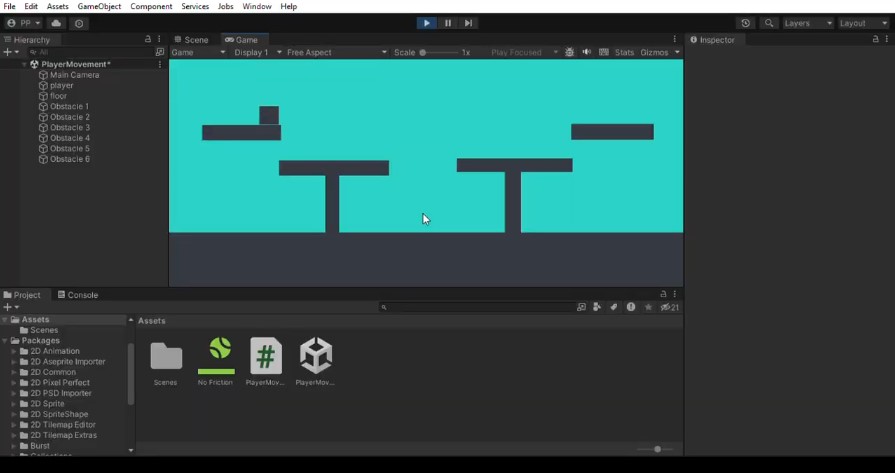 File Edit Assets GameObject Component Services Jobs Window Help
PP Layers Layout
Hierarchy Scene Game Inspector
All Game Display 1 Free Aspect Scale 1x Play Focused Stats Gizmos
PlayerMovement*
Main Camera
player
floor
Obstacle 1
Obstacle 2
Obstacle 3
Obstacle 4
Obstacle 5
Obstacle 6
Project Console
21
Assets
Scenes
Packages
2D Animation
2D Aseprite Importer
2D Common
2D Pixel Perfect
2D PSD Importer
2D Sprite
2D SpriteShape
2D Tilemap Editor
2D Tilemap Extras
Burst
Collections
Assets
Scenes No Friction PlayerMov... PlayerMov...